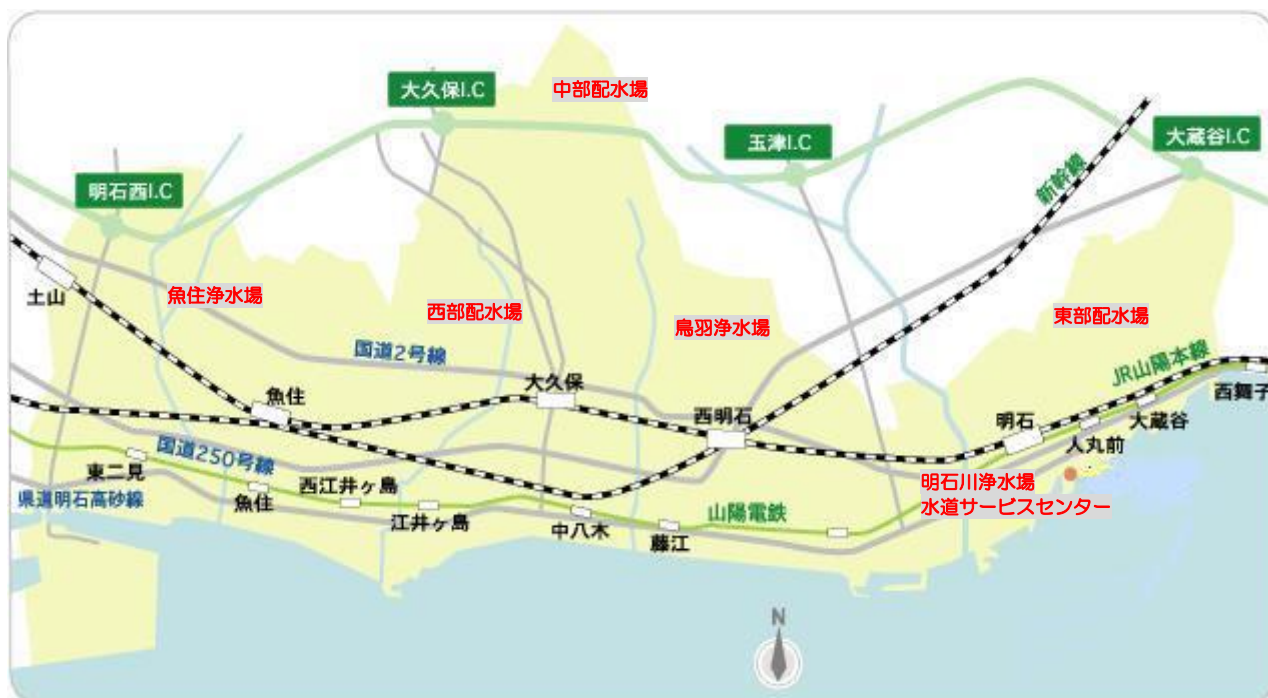 中部配水場
大久保I.C
玉津I.C
大蔵谷I.C
明石西I.C
新幹線
土山
魚住浄水場
西部配水場
鳥羽浄水場
東部配水場
国道2号線
大久保
JR山陽本線
西舞子
魚住
西明石
明石
大蔵谷
人丸前
国道250号線
東二見
県道明石高砂線
魚住
西江井ヶ島
江井ヶ島
中八木
藤江
山陽電鉄
明石川浄水場
水道サービスセンター
N